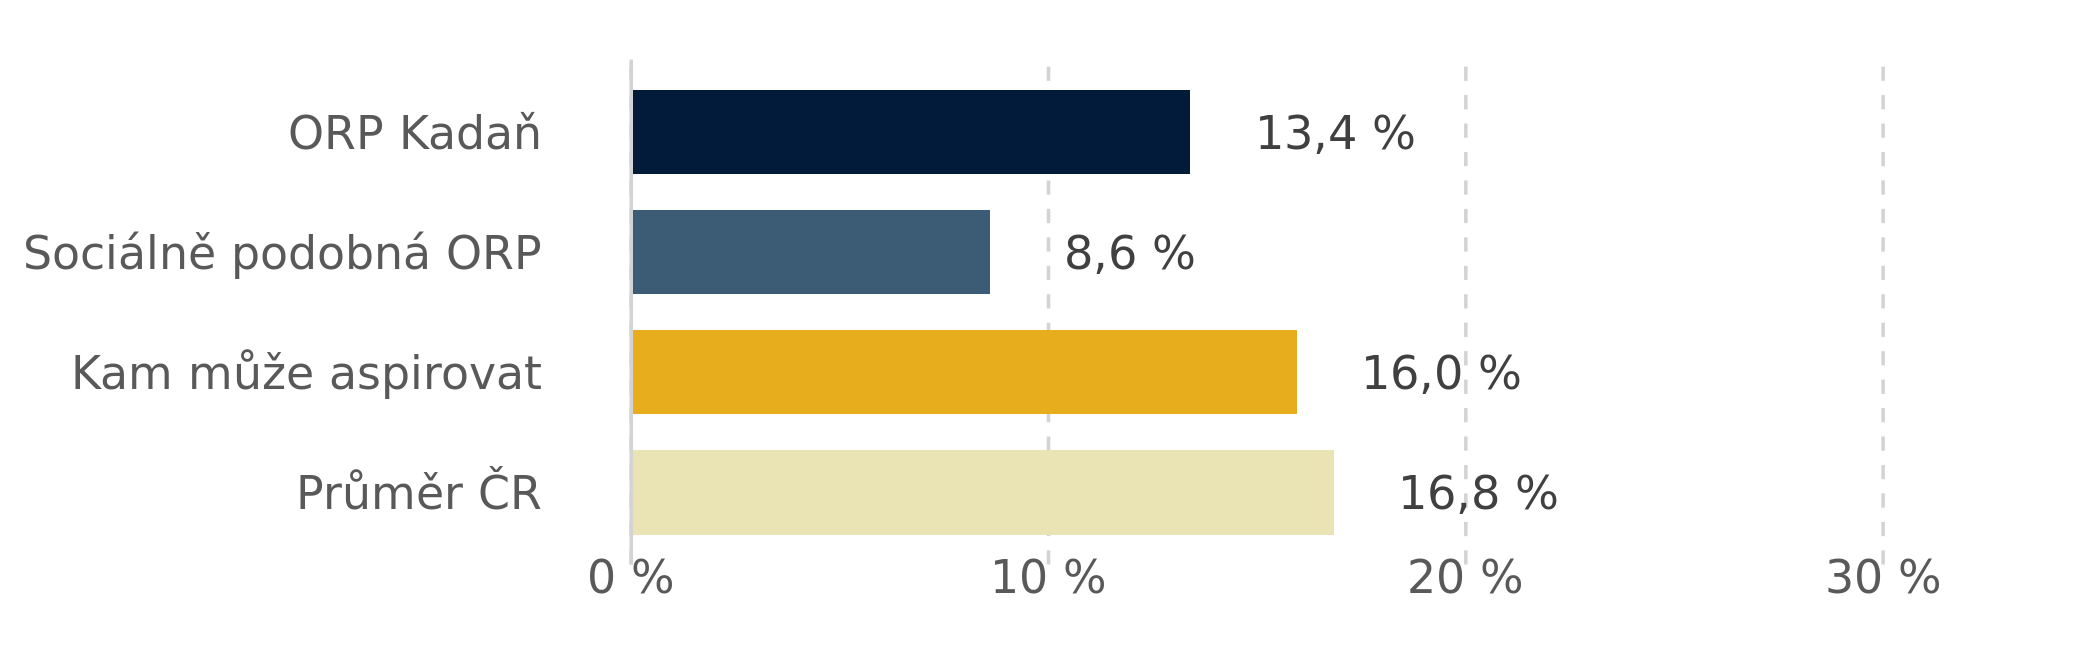 ORP Kadaň 13,4 %
Sociálně podobná ORP 8,6 %
Kam může aspirovat 16,0 %
Průměr ČR 16,8 %
0 % 10 % 20 % 30 %